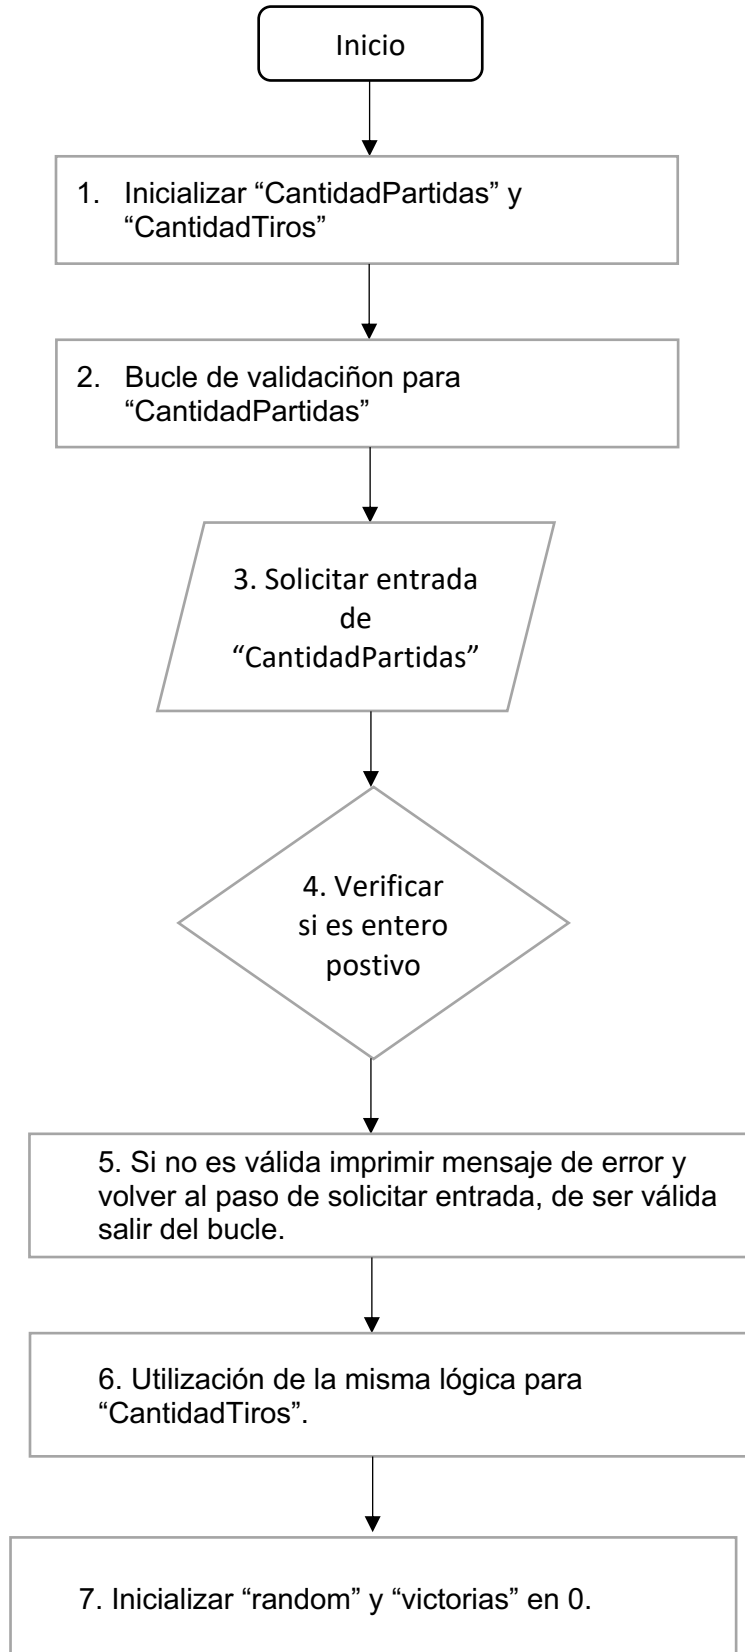 Inicio
1. Inicializar “CantidadPartidas” y
“CantidadTiros”
2. Bucle de validaciñon para
“CantidadPartidas”
3. Solicitar entrada
de
“CantidadPartidas”
4. Verificar
si es entero
postivo
5. Si no es válida imprimir mensaje de error y
volver al paso de solicitar entrada, de ser válida
salir del bucle.
6. Utilización de la misma lógica para
“CantidadTiros”.
7. Inicializar “random” y “victorias” en 0.